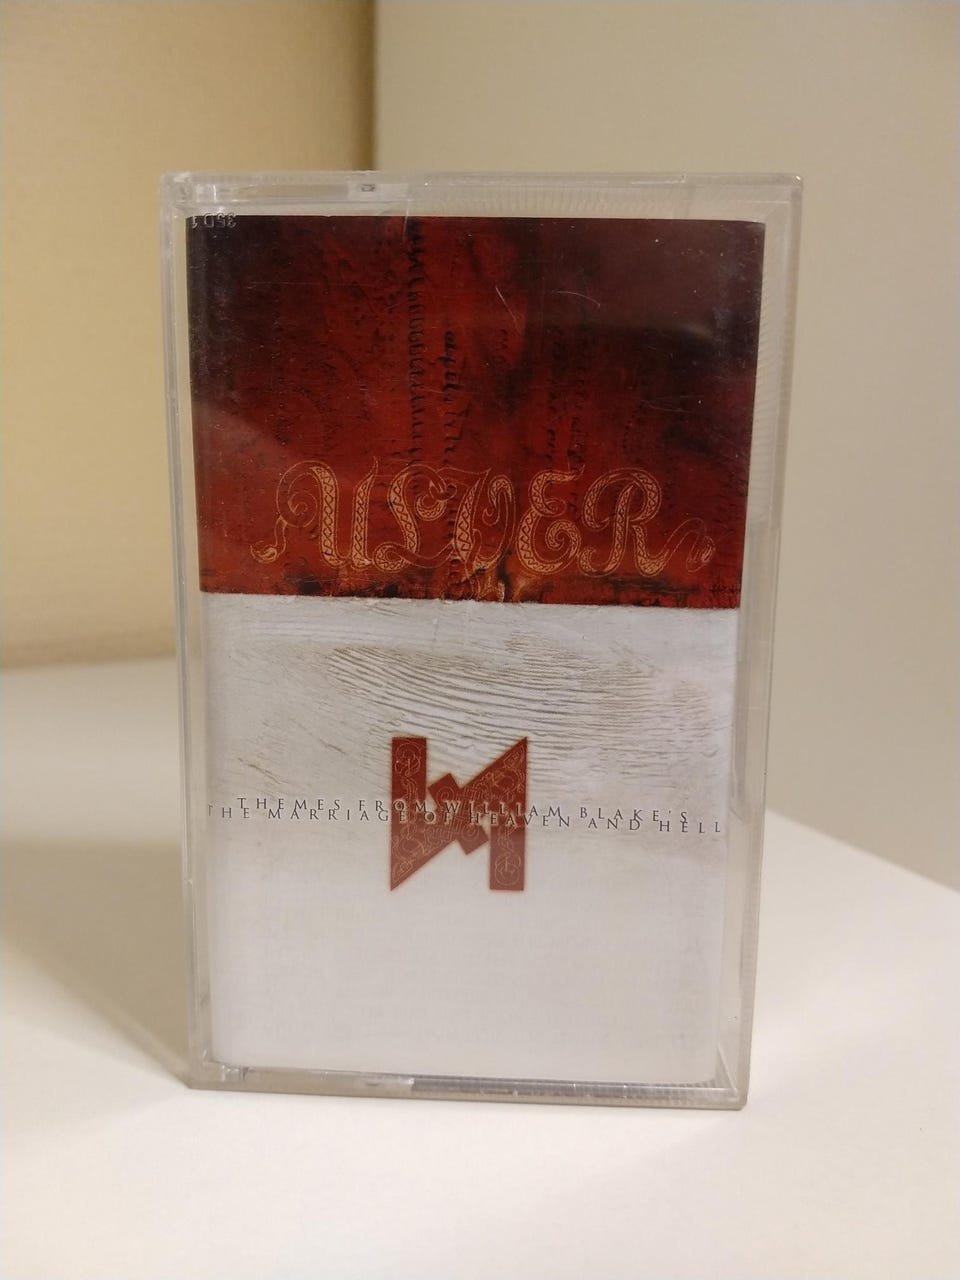 ULVER
THEMES FROM WILLIAM BLAKE'S
THE MARRIAGE OF HEAVEN AND HELL